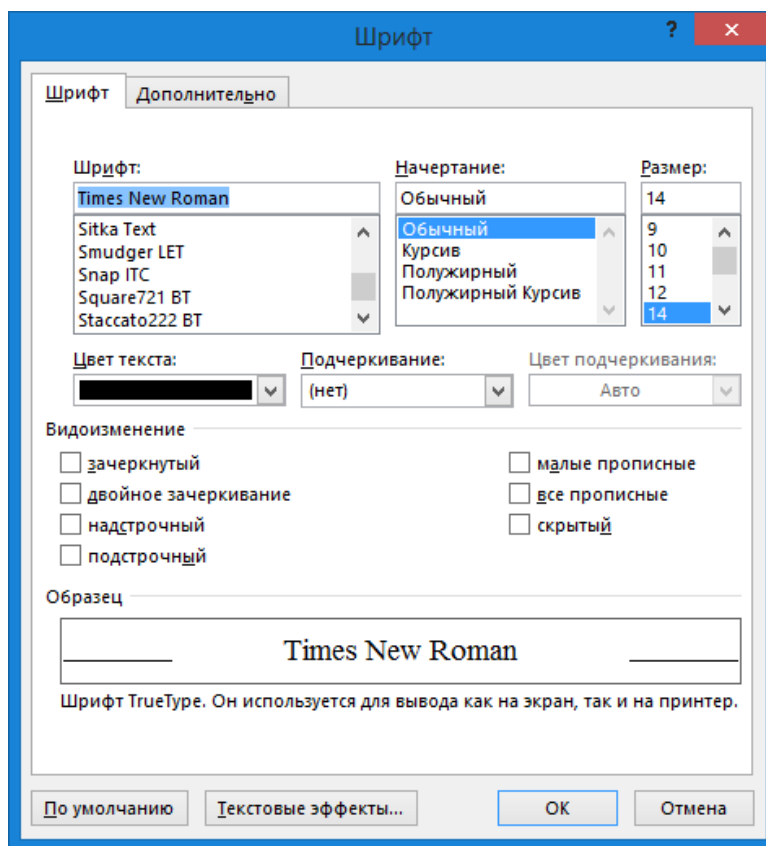 Шрифт ?
Шрифт Дополнительно
Шрифт: Начертание: Размер:
Times New Roman Обычный 14
Sitka Text Обычный 9
Smudger LET Курсив 10
Snap ITC Полужирный 11
Square721 BT Полужирный Курсив 12
Staccato222 BT 14
Цвет текста: Подчеркивание: Цвет подчеркивания:
(нет) Авто
Видоизменение
зачеркнутый малые прописные
двойное зачеркивание все прописные
надстрочный скрытый
подстрочный
Образец
Times New Roman
Шрифт TrueType. Он используется для вывода как на экран, так и на принтер.
По умолчанию Текстовые эффекты... ОК Отмена